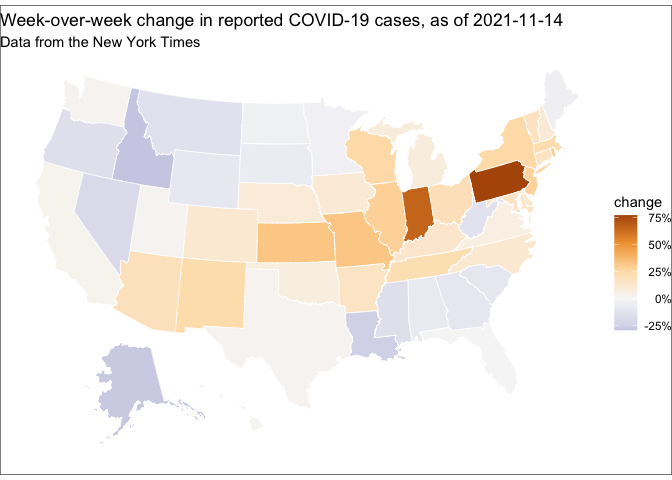 Week-over-week change in reported COVID-19 cases, as of 2021-11-14
Data from the New York Times
change
75%
50%
25%
0%
-25%